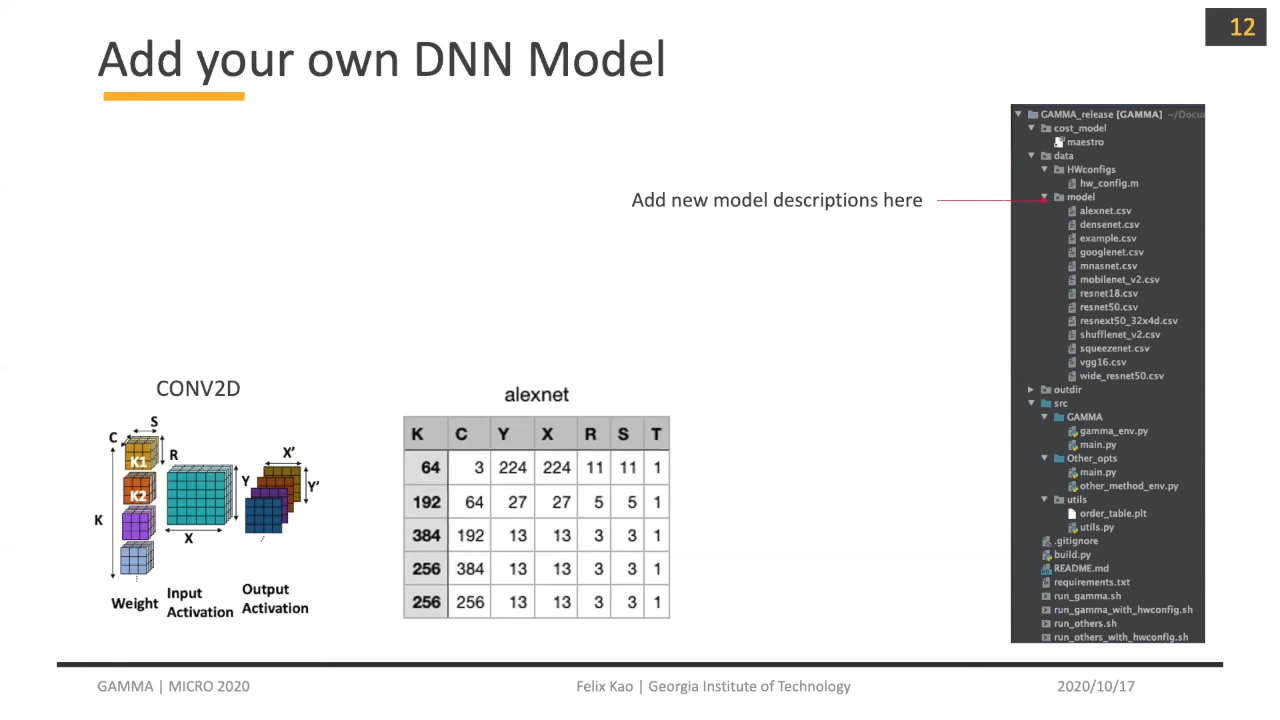 12
Add your own DNN Model
Add new model descriptions here
GAMMA_release [GAMMA] ~/Docu
cost_model
maestro
data
HWconfigs
hw_config.m
model
alexnet.csv
densenet.csv
example.csv
googlenet.csv
mnasnet.csv
mobilenet_v2.csv
resnet18.csv
resnet50.csv
resnext50_32x4d.csv
shufflenet_v2.csv
squeezenet.csv
vgg16.csv
wide_resnet50.csv
outdir
src
GAMMA
gamma_env.py
main.py
Other_opts
main.py
other_method_env.py
utils
order_table.plt
utils.py
.gitignore
build.py
README.md
requirements.txt
run_gamma.sh
run_gamma_with_hwconfig.sh
run_others.sh
run_others_with_hwconfig.sh
CONV2D
S
C
R
K1
K2
K
X
Y
X'
Y'
Weight
Input
Activation
Output
Activation
alexnet
K C Y X R S T
64 3 224 224 11 11 1
192 64 27 27 5 5 1
384 192 13 13 3 3 1
256 384 13 13 3 3 1
256 256 13 13 3 3 1
GAMMA | MICRO 2020
Felix Kao | Georgia Institute of Technology
2020/10/17